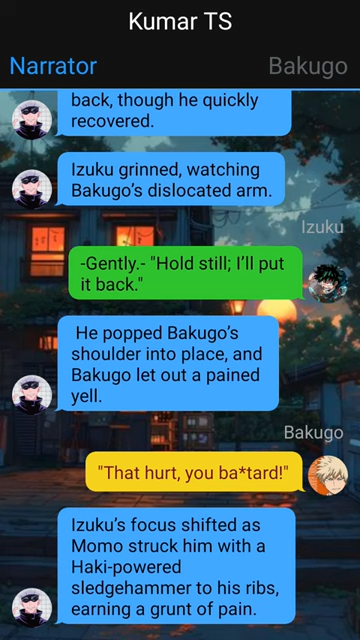 Kumar TS
Narrator
Bakugo
back, though he quickly
recovered.
Izuku grinned, watching
Bakugo’s dislocated arm.
Izuku
-Gently.- "Hold still; I’ll put
it back."
He popped Bakugo’s
shoulder into place, and
Bakugo let out a pained
yell.
Bakugo
"That hurt, you ba*tard!"
Izuku’s focus shifted as
Momo struck him with a
Haki-powered
sledgehammer to his ribs,
earning a grunt of pain.